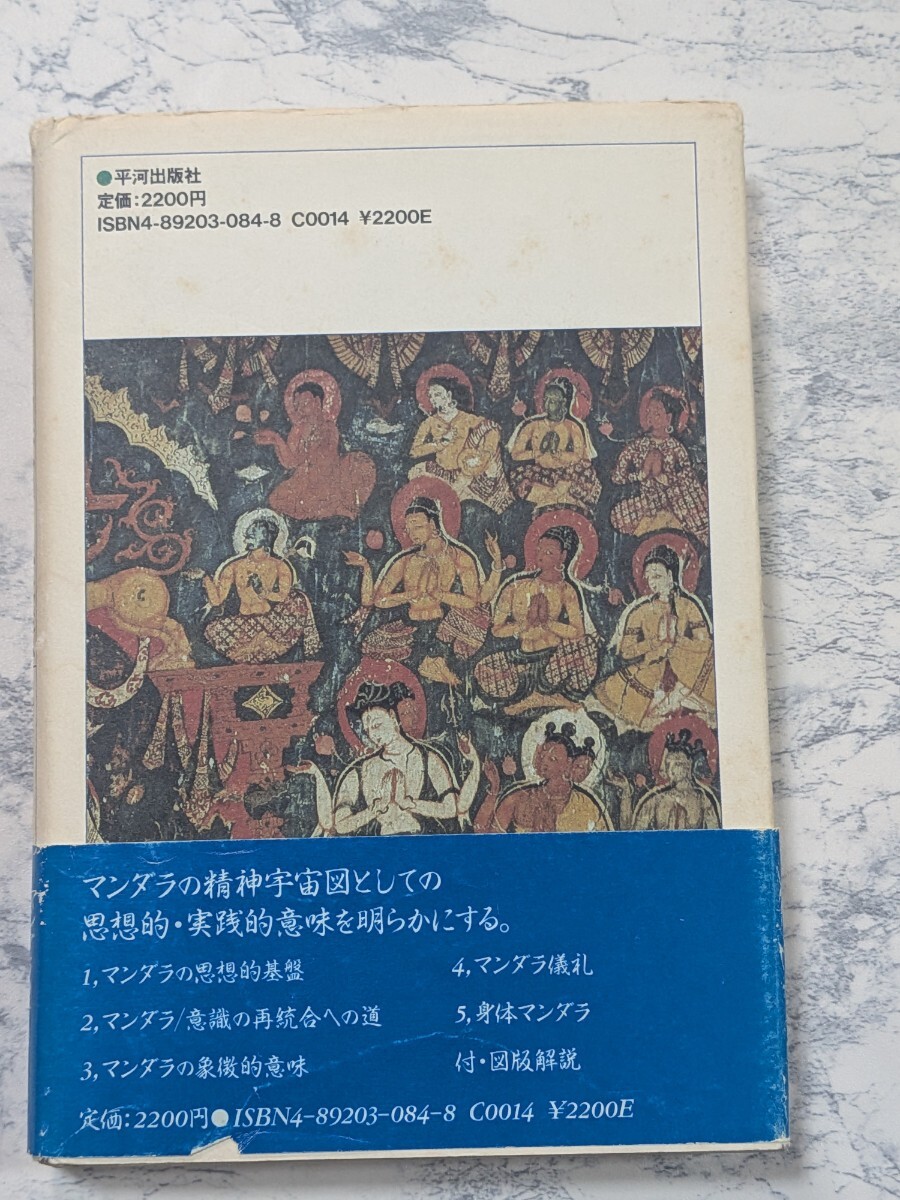 ●平河出版社
定価：2200円
ISBN4-89203-084-8 C0014 ¥2200E
マンダラの精神宇宙図としての
思想的・実践的意味を明らかにする。
1,マンダラの思想的基盤
2,マンダラ/意識の再統合への道
3,マンダラの象徴的意味
4,マンダラ儀礼
5,身体マンダラ
付・図版解説
定価：2200円●ISBN4-89203-084-8 C0014 ¥2200E